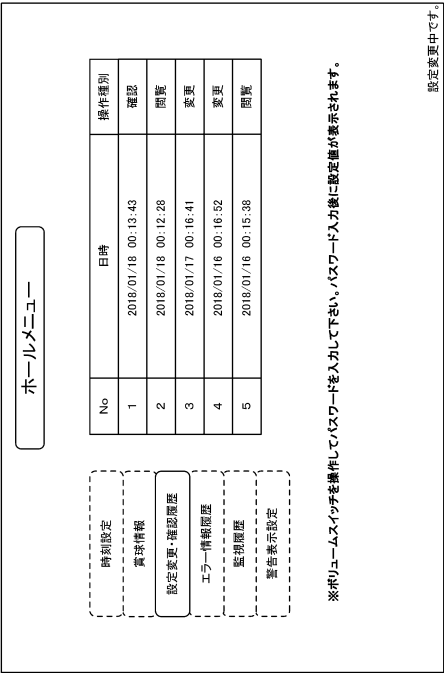 ホールメニュー
時刻設定
賞球情報
設定変更・確認履歴
エラー情報履歴
監視履歴
警告表示設定
No 日時 操作種別
1 2018/01/18 00:13:43 確認
2 2018/01/18 00:12:28 閲覧
3 2018/01/17 00:16:41 変更
4 2018/01/16 00:16:52 変更
5 2018/01/16 00:15:38 閲覧
※ボリュームスイッチを操作してパスワードを入力して下さい。パスワード入力後に設定値が表示されます。
設定変更中です。